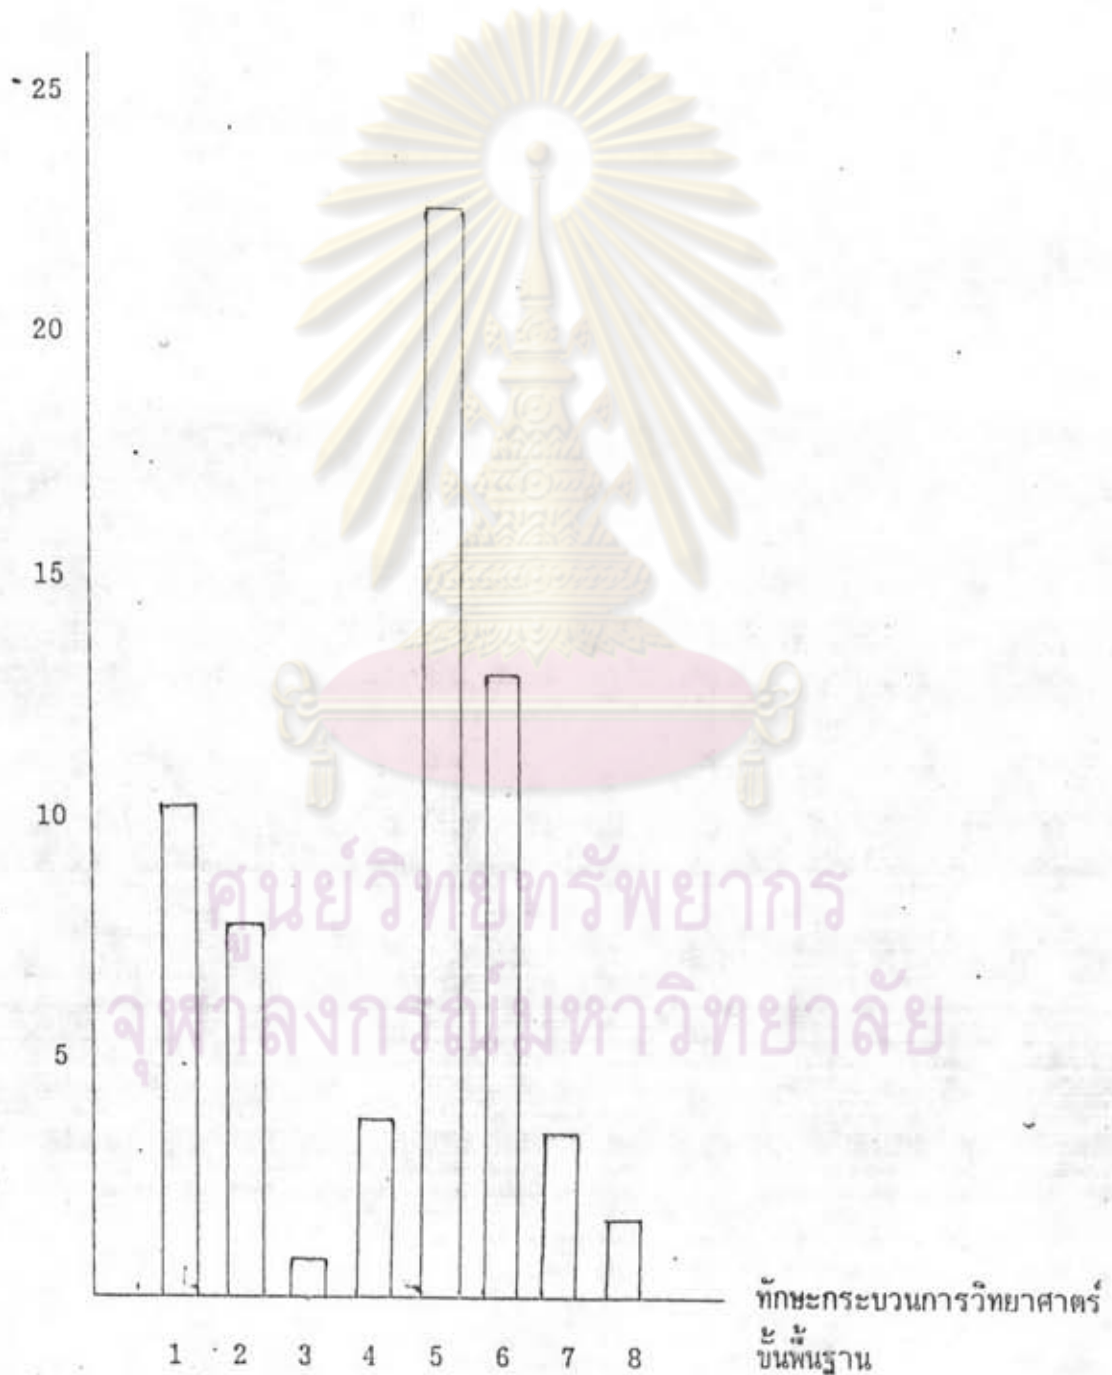 25
20
15
10
5
ศูนย์วิทยทรัพยากร
จุฬาลงกรณ์มหาวิทยาลัย
1 2 3 4 5 6 7 8
ทักษะกระบวนการวิทยาศาตร์
ขั้นพื้นฐาน